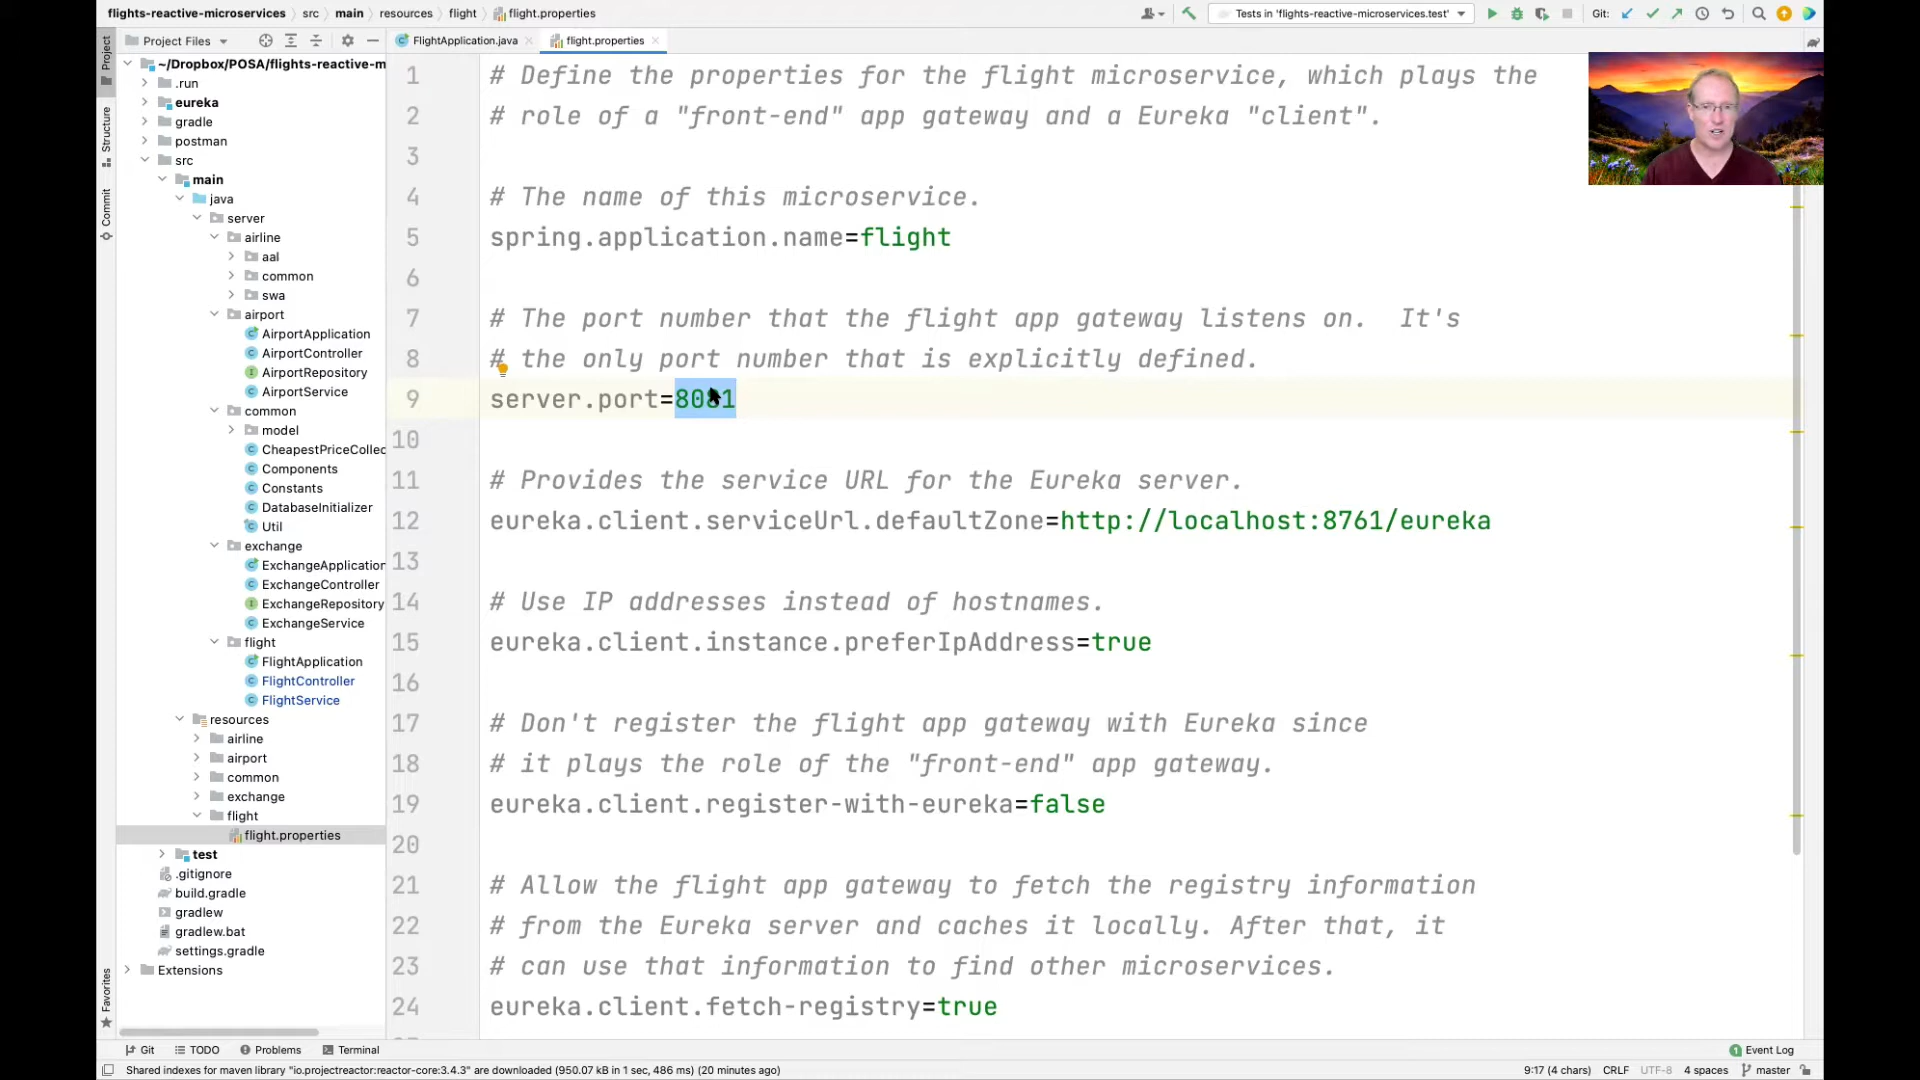 flights-reactive-microservices src main resources flight flight.properties
Tests in 'flights-reactive-microservices.test'
Git:
Project Files
FlightApplication.java
flight.properties
Project
Structure
Commit
Favorites
~/Dropbox/POSA/flights-reactive-m
.run
eureka
gradle
postman
src
main
java
server
airline
aal
common
swa
airport
AirportApplication
AirportController
AirportRepository
AirportService
common
model
CheapestPriceCollec
Components
Constants
DatabaseInitializer
Util
exchange
ExchangeApplication
ExchangeController
ExchangeRepository
ExchangeService
flight
FlightApplication
FlightController
FlightService
resources
airline
airport
common
exchange
flight
flight.properties
test
.gitignore
build.gradle
gradlew
gradlew.bat
settings.gradle
Extensions
1 # Define the properties for the flight microservice, which plays the
2 # role of a "front-end" app gateway and a Eureka "client".
3
4 # The name of this microservice.
5 spring.application.name=flight
6
7 # The port number that the flight app gateway listens on.  It's
8 # the only port number that is explicitly defined.
9 server.port=8081
10
11 # Provides the service URL for the Eureka server.
12 eureka.client.serviceUrl.defaultZone=http://localhost:8761/eureka
13
14 # Use IP addresses instead of hostnames.
15 eureka.client.instance.preferIpAddress=true
16
17 # Don't register the flight app gateway with Eureka since
18 # it plays the role of the "front-end" app gateway.
19 eureka.client.register-with-eureka=false
20
21 # Allow the flight app gateway to fetch the registry information
22 # from the Eureka server and caches it locally. After that, it
23 # can use that information to find other microservices.
24 eureka.client.fetch-registry=true
Git TODO Problems Terminal
1 Event Log
Shared indexes for maven library "io.projectreactor:reactor-core:3.4.3" are downloaded (950.07 kB in 1 sec, 486 ms) (20 minutes ago)
9:17 (4 chars) CRLF UTF-8 4 spaces master